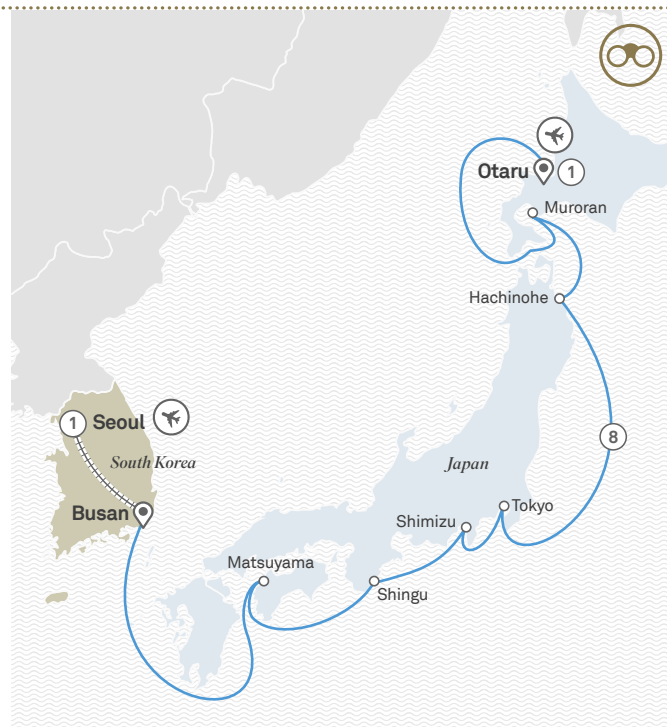 Otaru 1
Muroran
Hachinohe
1 Seoul
8
South Korea
Japan
Busan
Tokyo
Shimizu
Matsuyama
Shingu